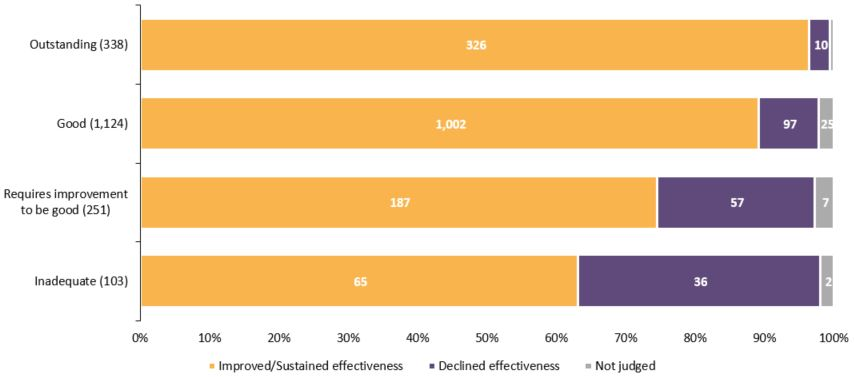 Outstanding (338)
326
10
Good (1,124)
1,002
97
25
Requires improvement
to be good (251)
187
57
7
Inadequate (103)
65
36
2
0% 10% 20% 30% 40% 50% 60% 70% 80% 90% 100%
Improved/Sustained effectiveness Declined effectiveness Not judged